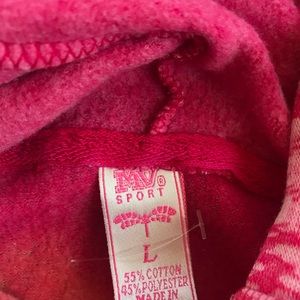 MV®
SPORT
L
55% COTTON
45% POLYESTER
MADE IN